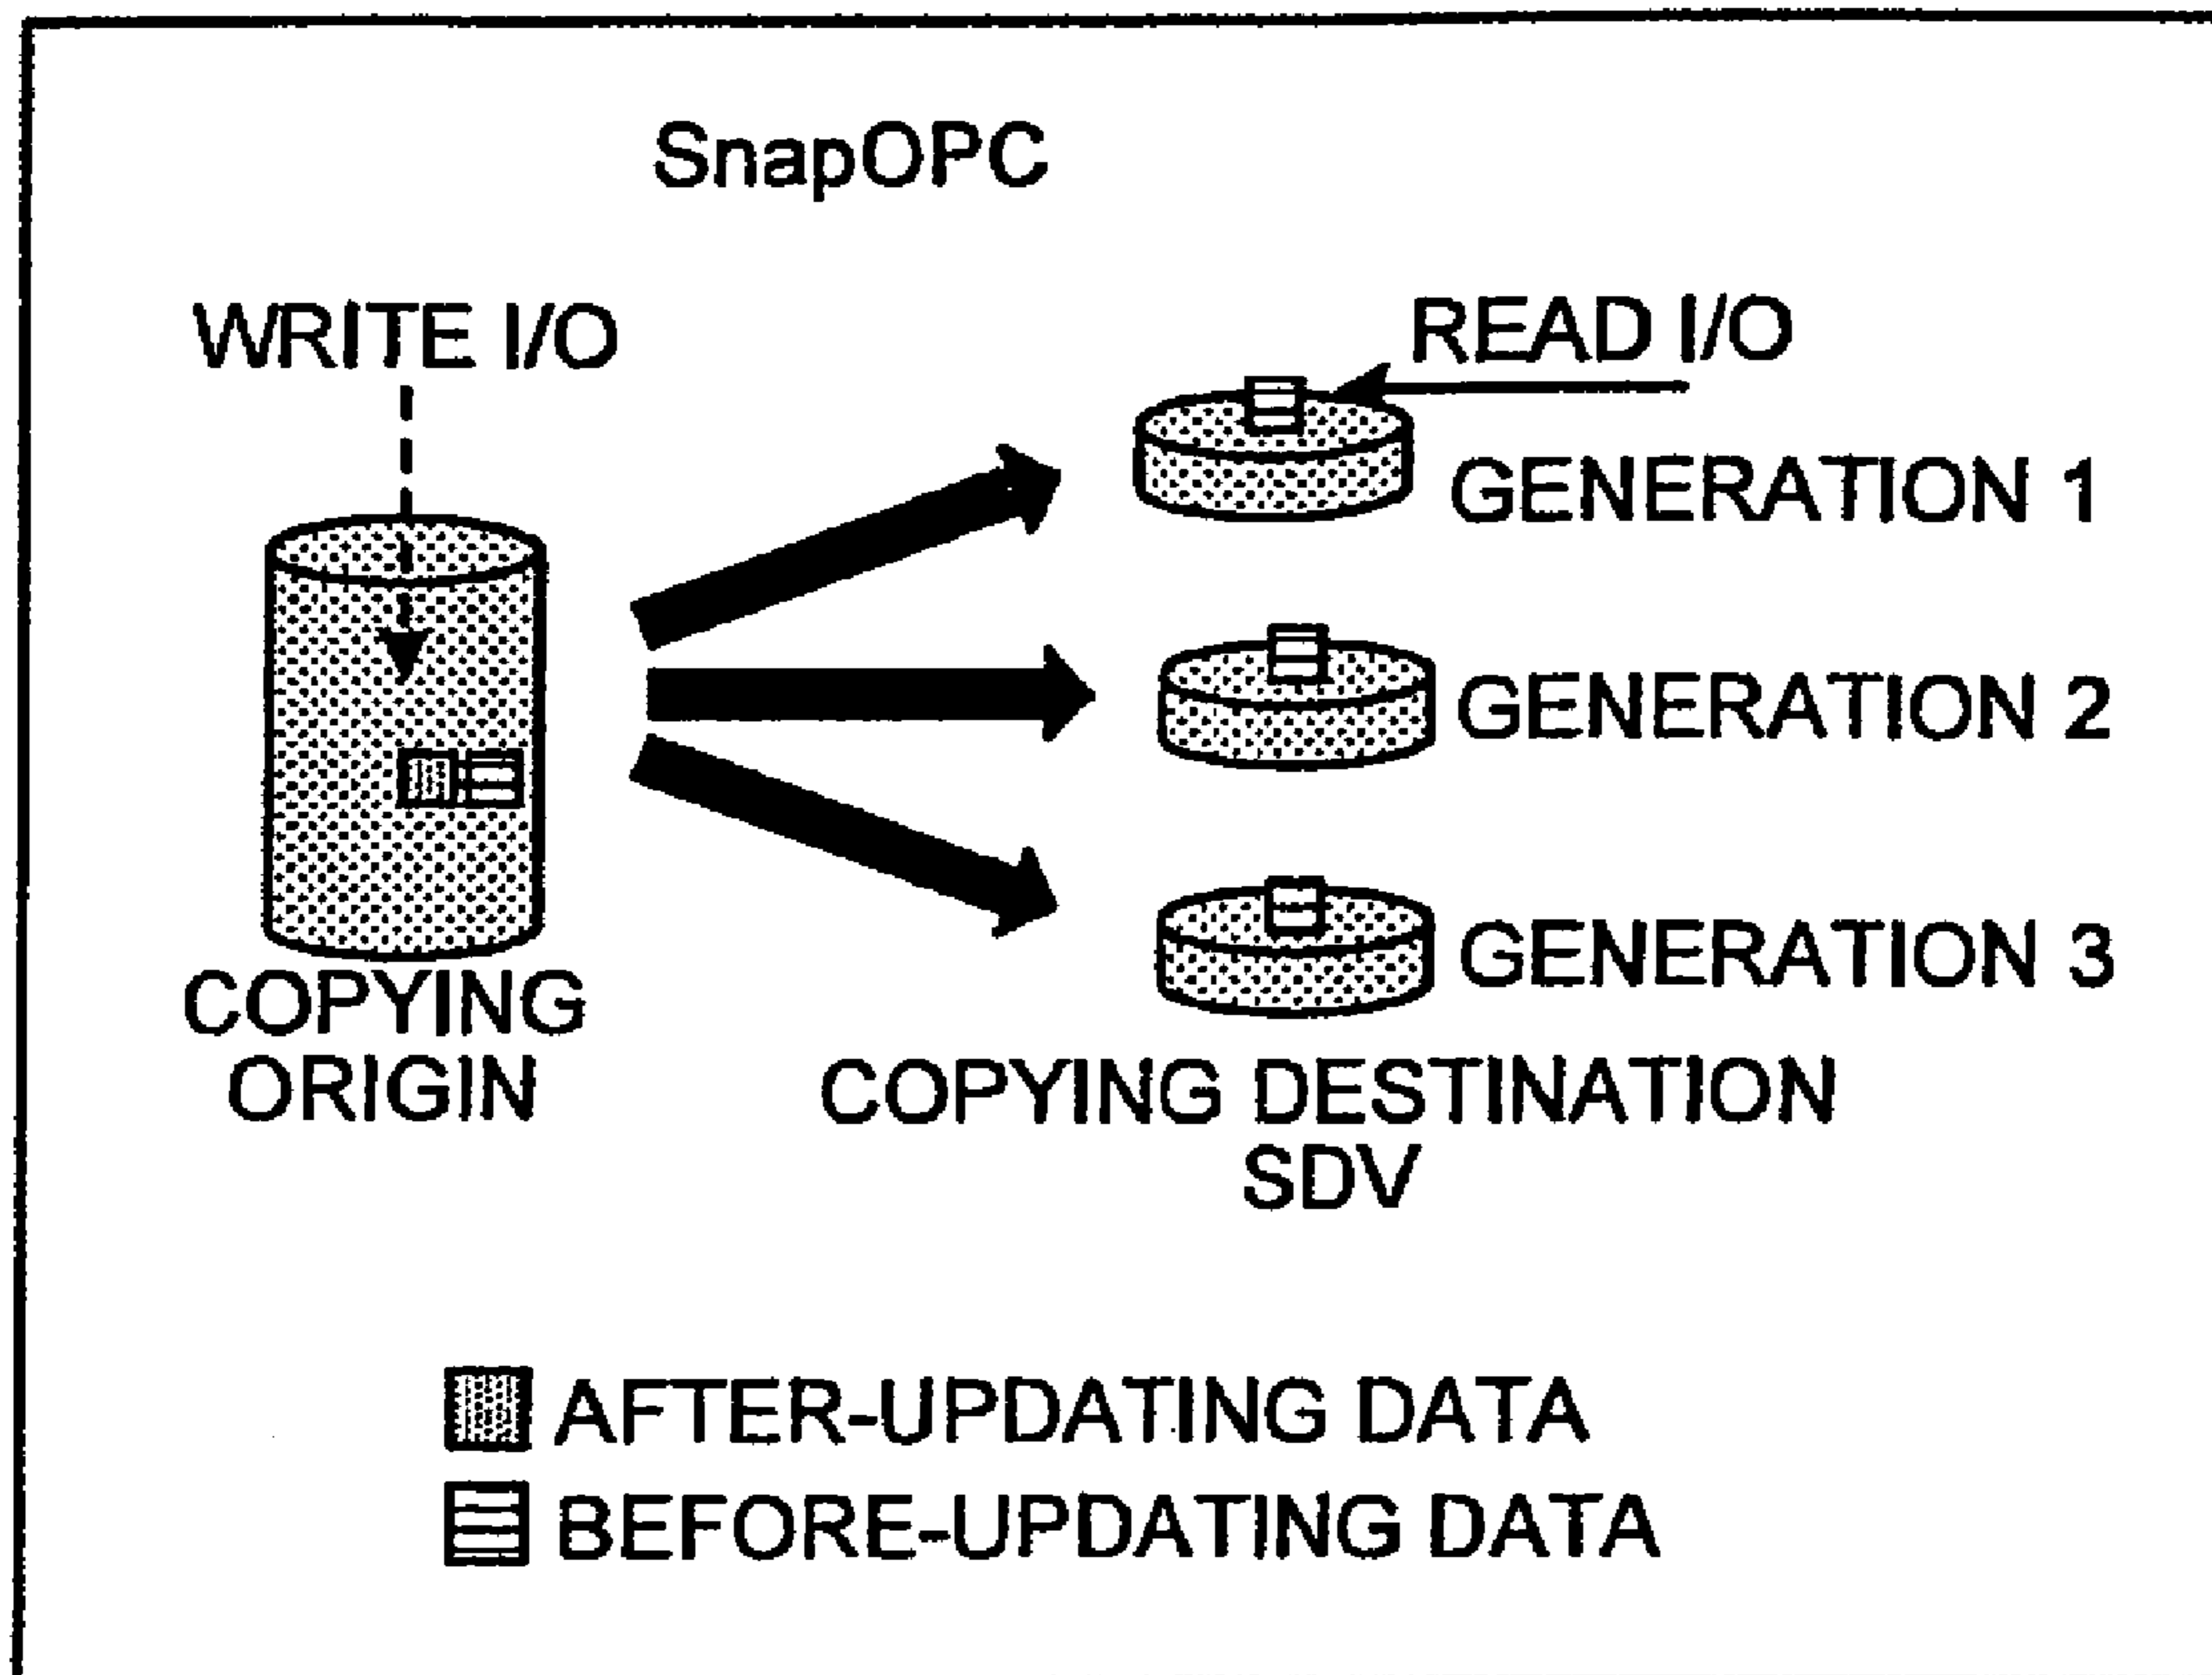 SnapOPC
WRITE I/O
READ I/O
GENERATION 1
GENERATION 2
GENERATION 3
COPYING
ORIGIN
COPYING DESTINATION
SDV
AFTER-UPDATING DATA
BEFORE-UPDATING DATA